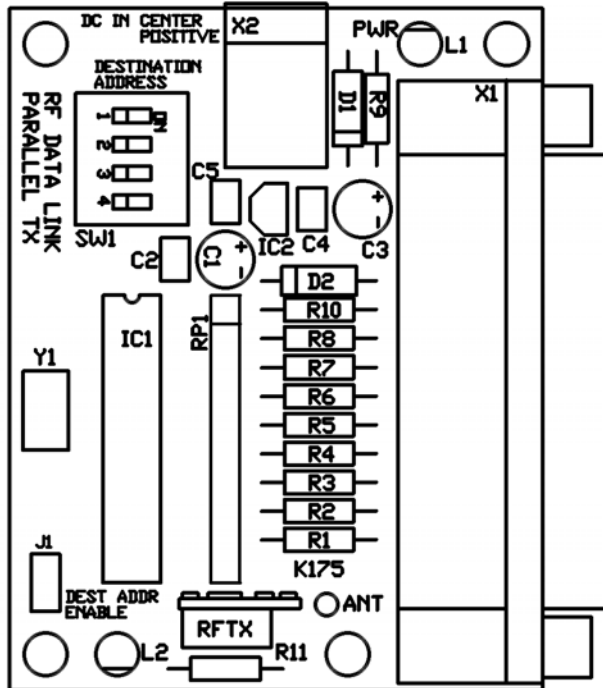 DC IN CENTER
POSITIVE
X2
PWR
L1
DESTINATION
ADDRESS
D1
R9
X1
1
ON
2
3
4
RF DATA LINK
PARALLEL TX
SW1
C5
IC2
C4
C3
C2
C1
+
-
+
-
D2
R10
IC1
RP1
R8
Y1
R7
R6
R5
R4
R3
R2
J1
R1
K175
DEST ADDR
ENABLE
ANT
RFTX
L2
R11